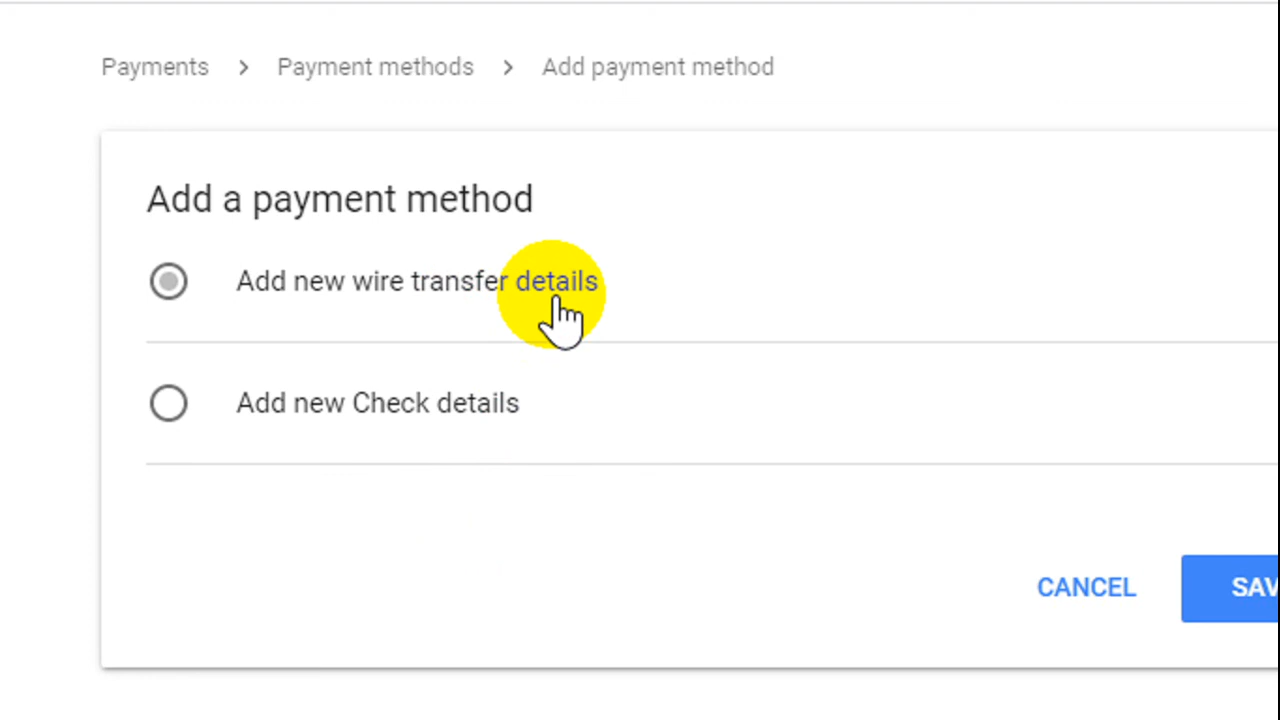 Payments > Payment methods > Add payment method
Add a payment method
Add new wire transfer details
Add new Check details
CANCEL
SAV